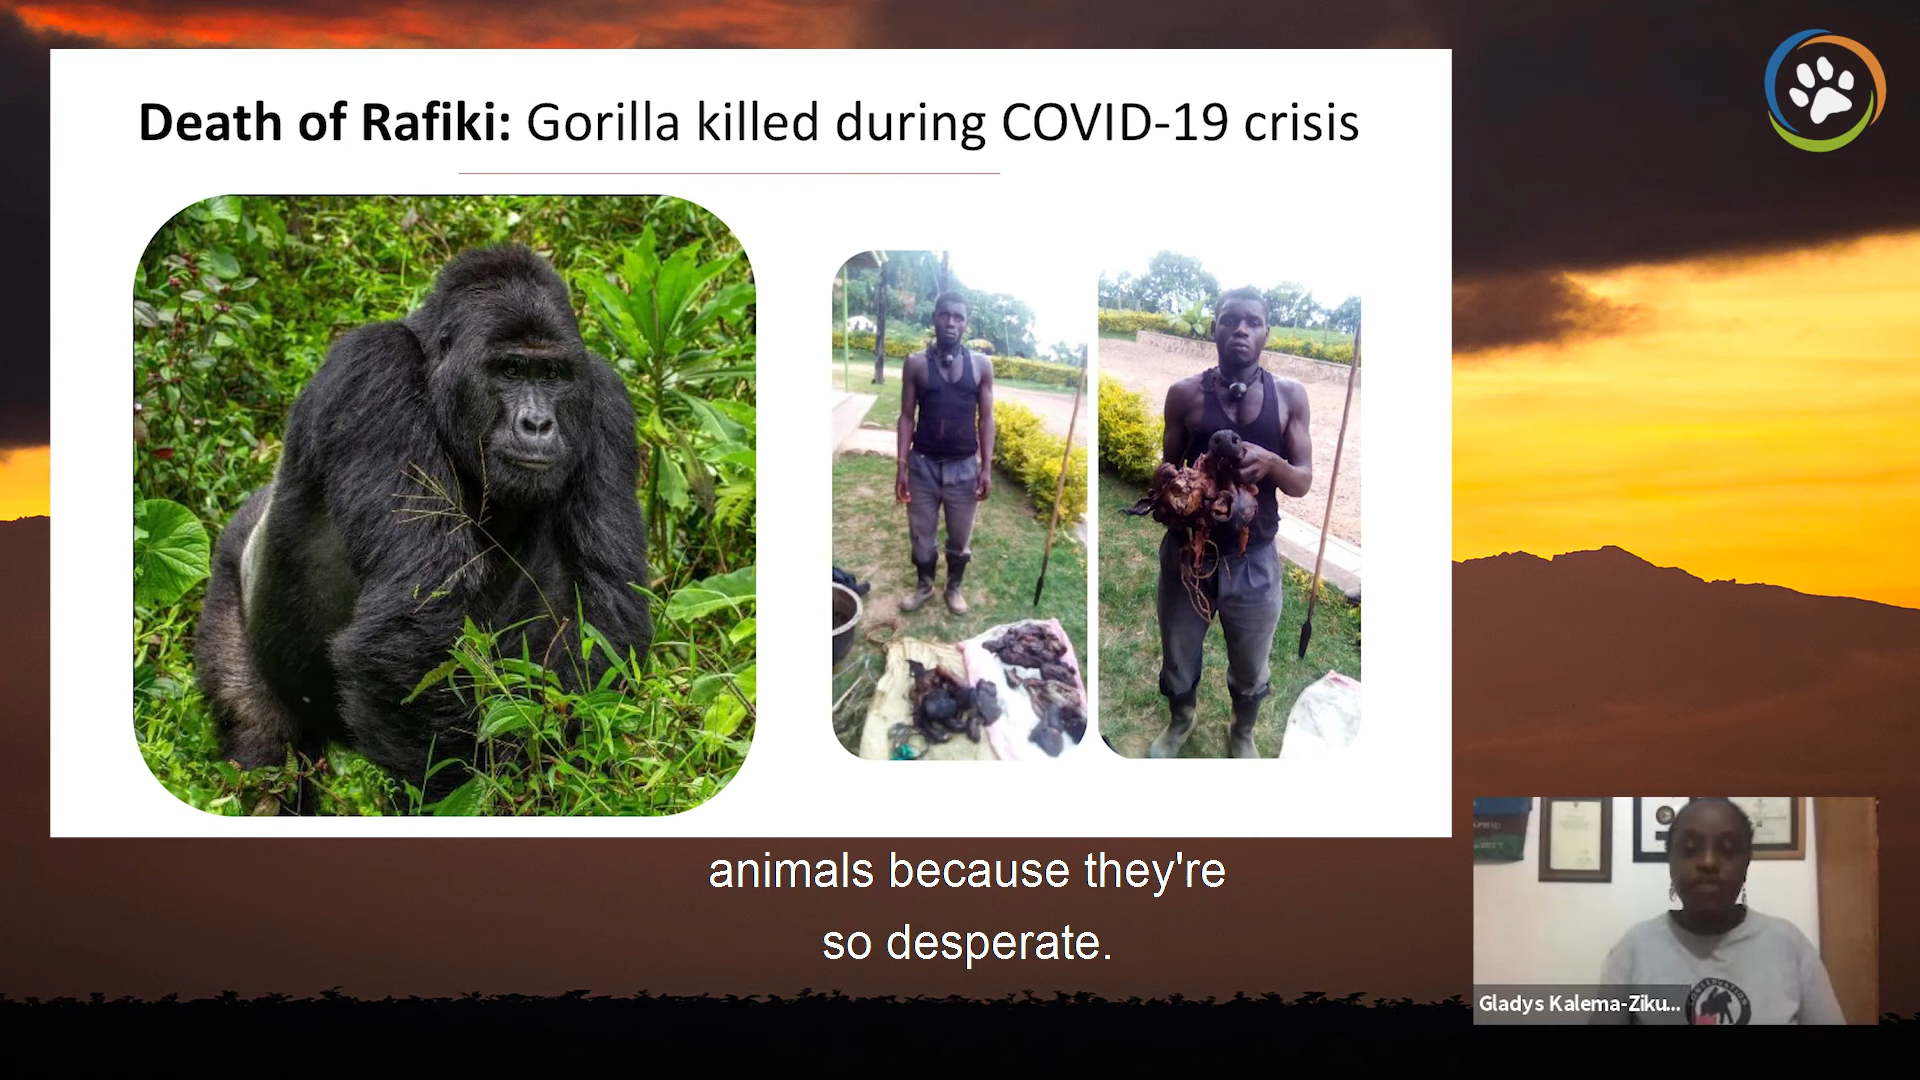 Death of Rafiki: Gorilla killed during COVID-19 crisis
animals because they're
so desperate.
Gladys Kalema-Ziku...